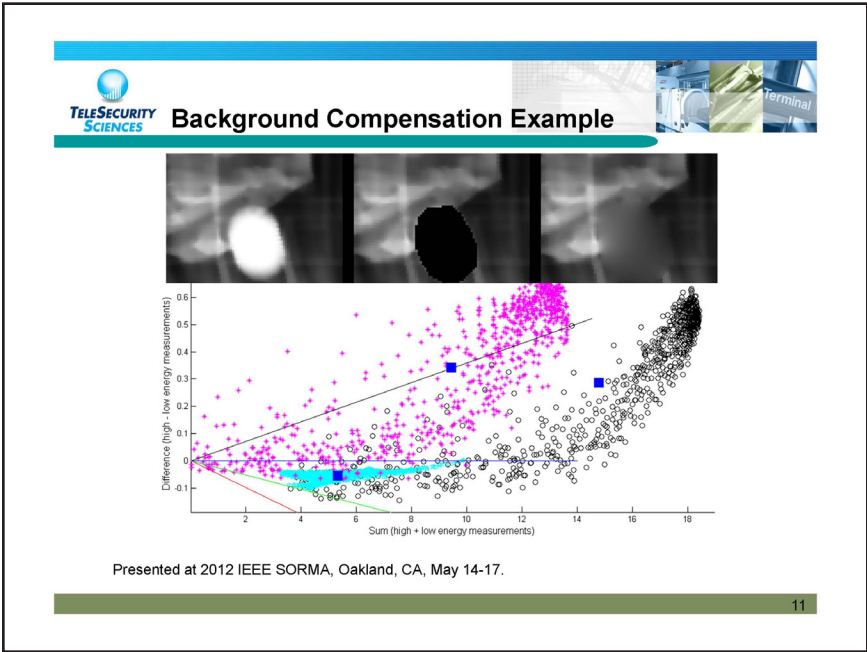 TELESECURITY
SCIENCES
Background Compensation Example
Terminal
Difference (high - low energy measurements)
0.6
0.5
0.4
0.3
0.2
0.1
0
-0.1
2
4
6
8
10
12
14
16
18
Sum (high + low energy measurements)
Presented at 2012 IEEE SORMA, Oakland, CA, May 14-17.
11